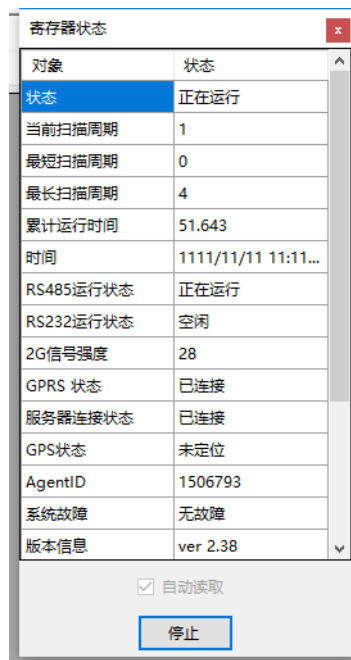 寄存器状态
x
对象 状态
状态 正在运行
当前扫描周期 1
最短扫描周期 0
最长扫描周期 4
累计运行时间 51.643
时间 1111/11/11 11:11...
RS485运行状态 正在运行
RS232运行状态 空闲
2G信号强度 28
GPRS 状态 已连接
服务器连接状态 已连接
GPS状态 未定位
AgentID 1506793
系统故障 无故障
版本信息 ver 2.38
自动读取
停止